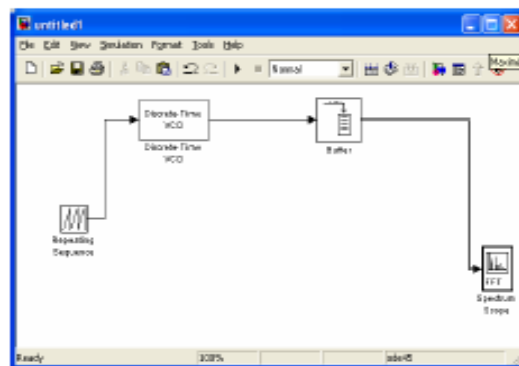 untitled1
File Edit View Simulation Format Tools Help
Normal
Discrete-Time
VCO
Discrete-Time
VCO
Buffer
Repeating
Sequence
FFT
Spectrum
Scope
Ready 100% ode45